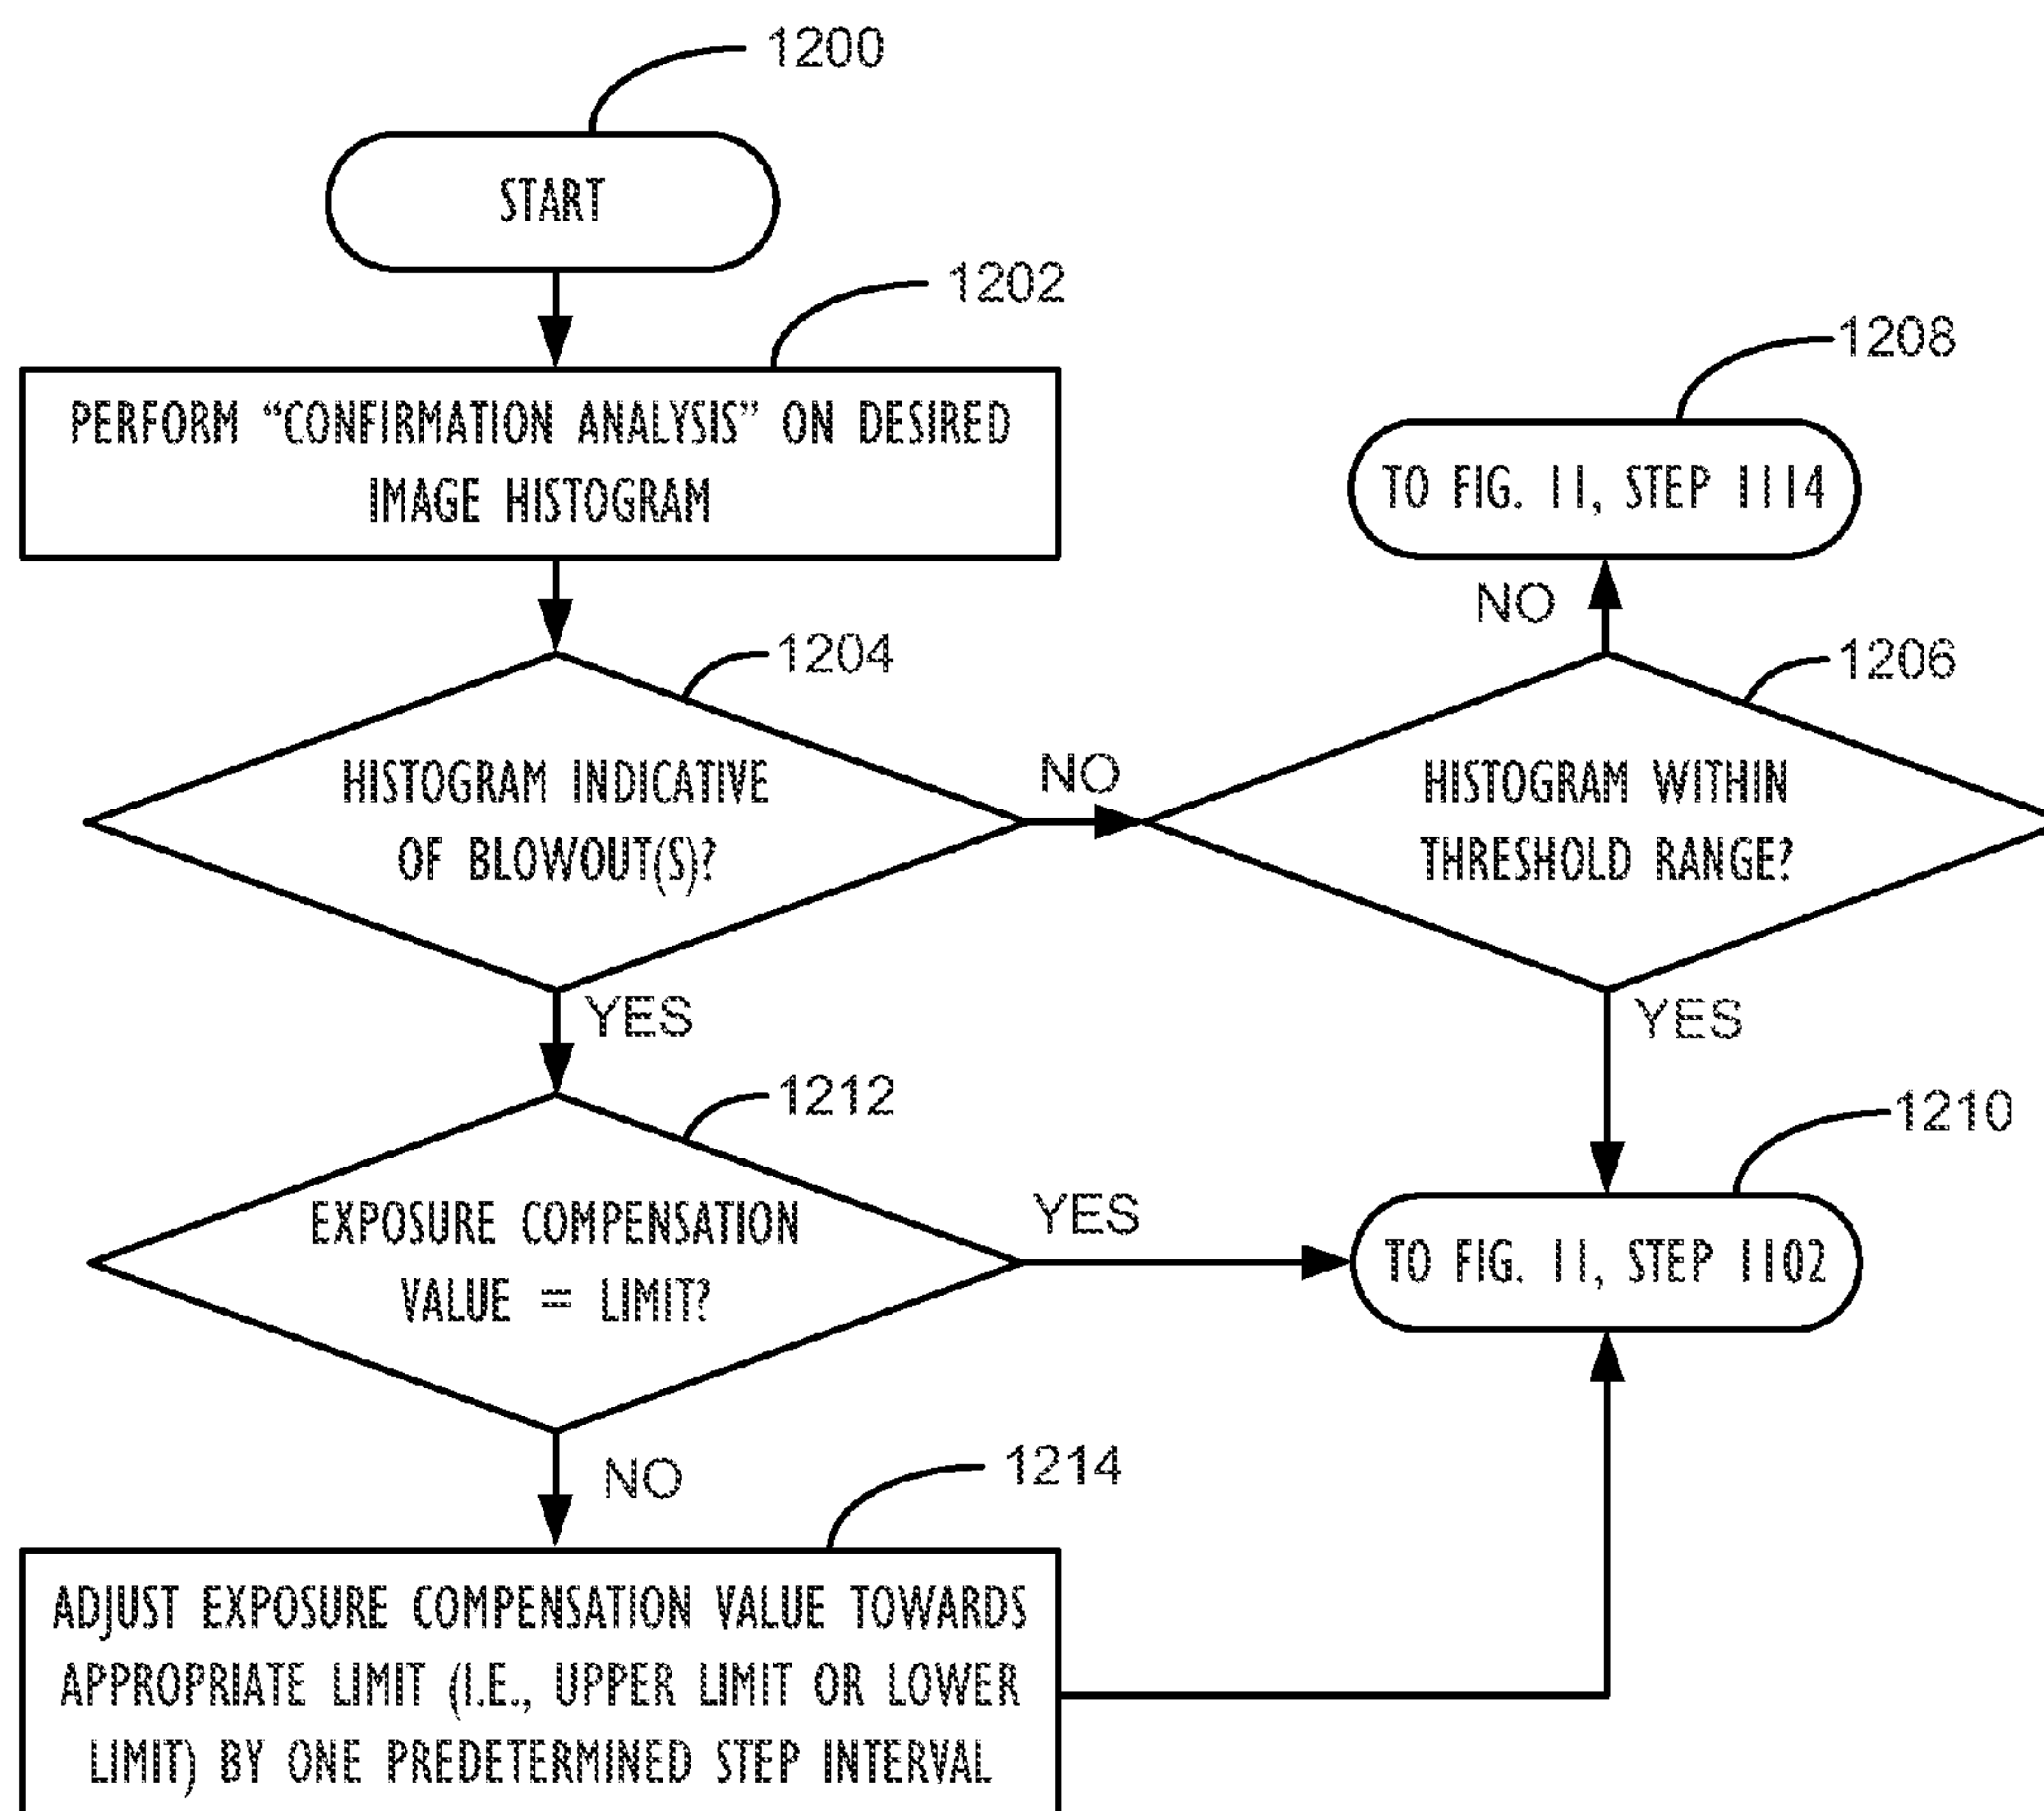 1200
START
1202
PERFORM “CONFIRMATION ANALYSIS” ON DESIRED
IMAGE HISTOGRAM
1208
TO FIG. 11, STEP 1114
NO
1204
HISTOGRAM INDICATIVE
OF BLOWOUT(S)?
NO
1206
HISTOGRAM WITHIN
THRESHOLD RANGE?
YES
YES
1212
EXPOSURE COMPENSATION
VALUE = LIMIT?
YES
1210
TO FIG. 11, STEP 1102
NO
1214
ADJUST EXPOSURE COMPENSATION VALUE TOWARDS
APPROPRIATE LIMIT (I.E., UPPER LIMIT OR LOWER
LIMIT) BY ONE PREDETERMINED STEP INTERVAL